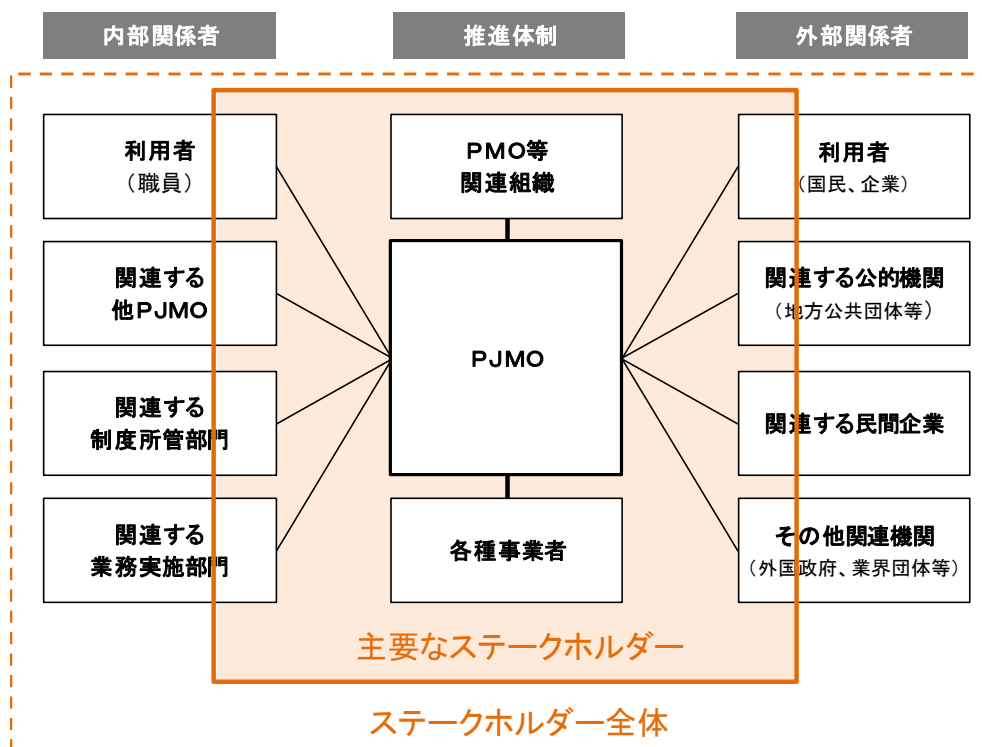 内部関係者
推進体制
外部関係者
利用者
（職員）
関連する
他ＰＪＭＯ
関連する
制度所管部門
関連する
業務実施部門
ＰＭＯ等
関連組織
ＰＪＭＯ
各種事業者
利用者
（国民、企業）
関連する公的機関
（地方公共団体等）
関連する民間企業
その他関連機関
（外国政府、業界団体等）
主要なステークホルダー
ステークホルダー全体